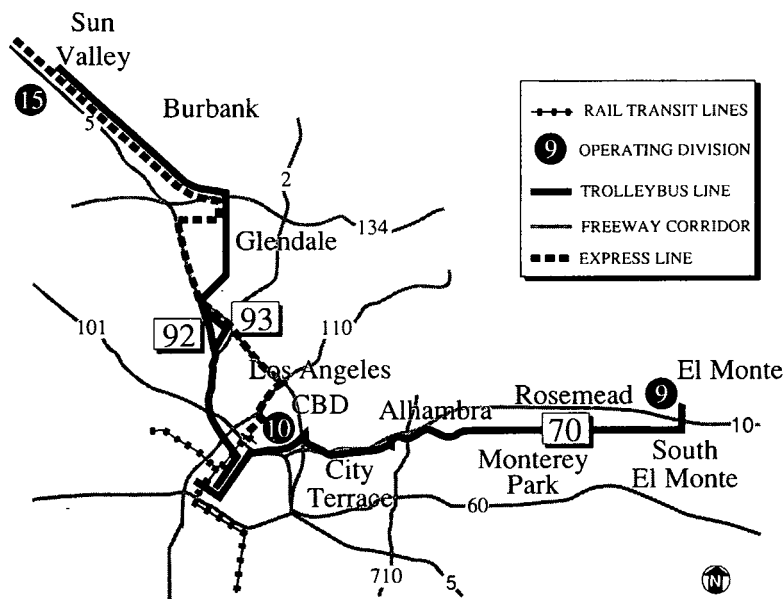 Sun
Valley
15
5
Burbank
2
134
Glendale
RAIL TRANSIT LINES
9 OPERATING DIVISION
TROLLEYBUS LINE
FREEWAY CORRIDOR
EXPRESS LINE
101
92
93
110
Los Angeles
CBD
10
El Monte
Rosemead
9
Alhambra
10
70
City
Terrace
Monterey
Park
South
El Monte
60
710
5
N